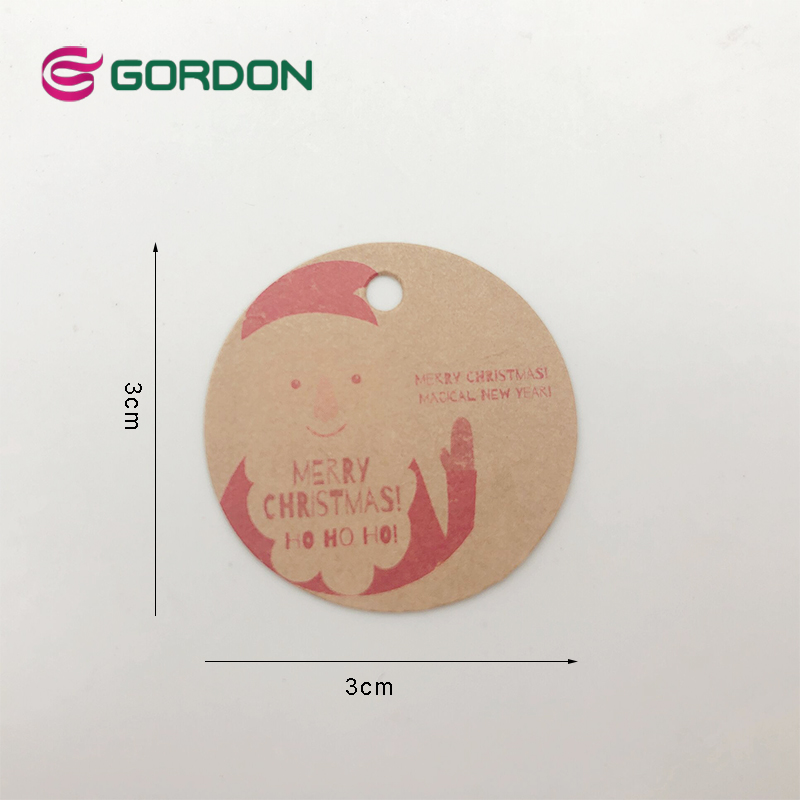 GORDON
3cm
MERRY CHRISTMAS!
MAGICAL NEW YEAR!
MERRY
CHRISTMAS!
HO HO HO!
3cm